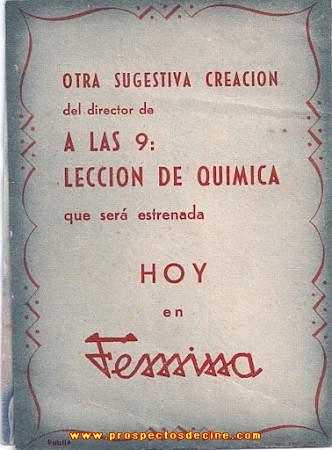 OTRA SUGESTIVA CREACION
del director de
A LAS 9:
LECCION DE QUIMICA
que será estrenada
HOY
en
Femina
www.prospectosdecine.com